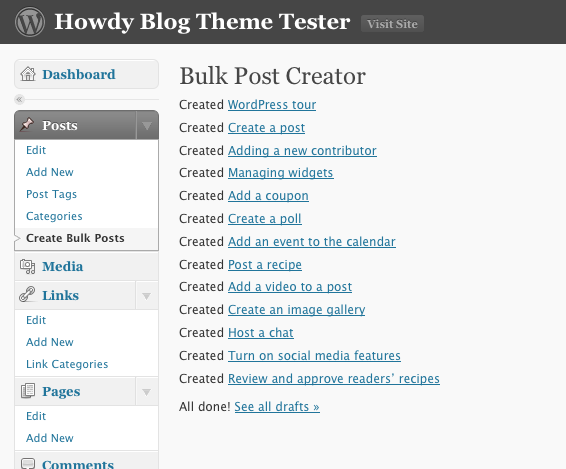 Howdy Blog Theme Tester Visit Site
Dashboard
Posts
Edit
Add New
Post Tags
Categories
Create Bulk Posts
Media
Links
Edit
Add New
Link Categories
Pages
Edit
Add New
Comments
Bulk Post Creator
Created WordPress tour
Created Create a post
Created Adding a new contributor
Created Managing widgets
Created Add a coupon
Created Create a poll
Created Add an event to the calendar
Created Post a recipe
Created Add a video to a post
Created Create an image gallery
Created Host a chat
Created Turn on social media features
Created Review and approve readers’ recipes
All done! See all drafts »